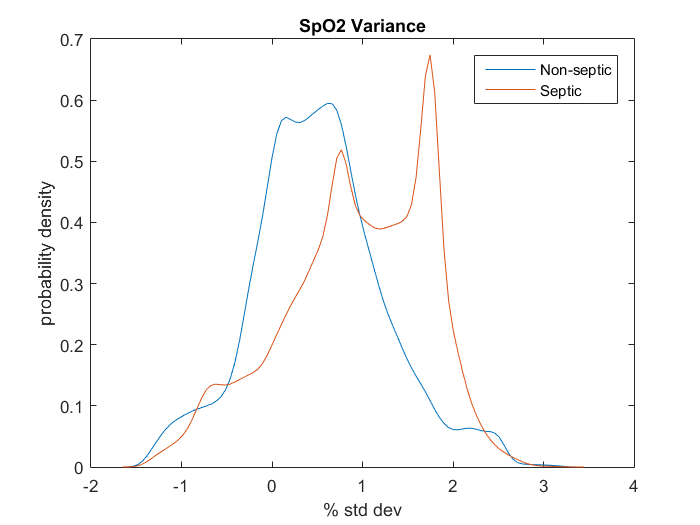 SpO2 Variance
0.7
0.6
0.5
0.4
0.3
0.2
0.1
0
probability density
Non-septic
Septic
-2 -1 0 1 2 3 4
% std dev